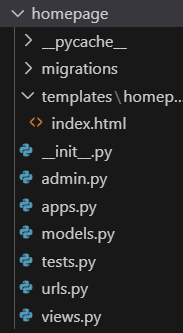 homepage
__pycache__
migrations
templates\homep...
index.html
__init__.py
admin.py
apps.py
models.py
tests.py
urls.py
views.py